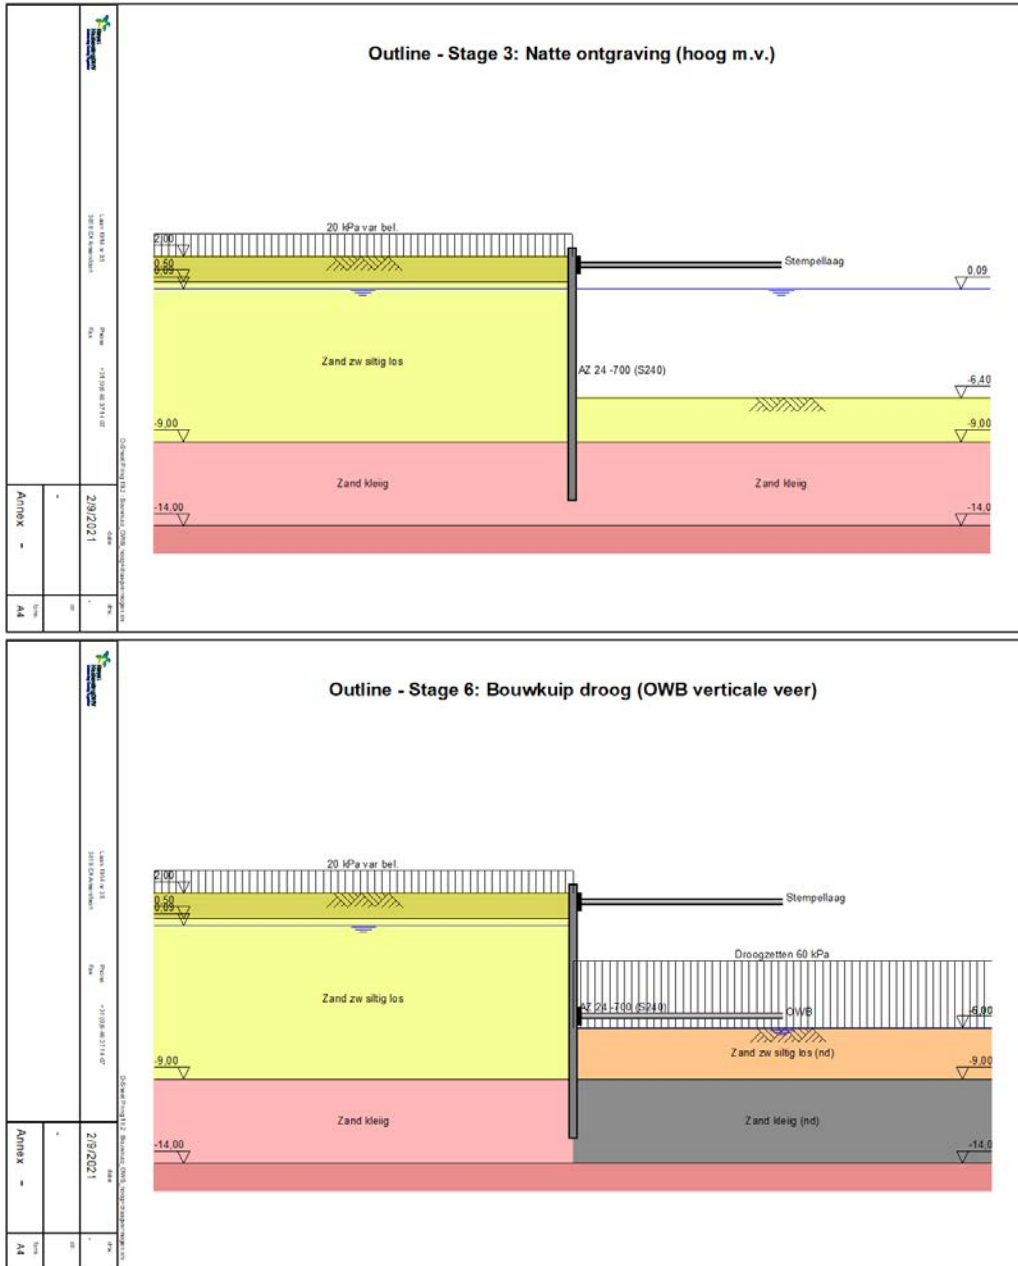 Outline - Stage 3: Natte ontgraving (hoog m.v.)
20 kPa var bel.
2,00
0,50
0,09
Stempellaag
0,09
Zand zw siltig los
AZ 24 -700 (S240)
-6,40
-9,00
-9,00
Zand kleiig
Zand kleiig
-14,00
-14,0
2/9/2021
Annex -
A4
Outline - Stage 6: Bouwkuip droog (OWB verticale veer)
20 kPa var bel.
2,00
0,50
0,09
Stempellaag
Droogzetten 60 kPa
Zand zw siltig los
AZ 24 -700 (S240)
OWB
-6,00
Zand zw siltig los (nd)
-9,00
-9,00
Zand kleiig
Zand kleiig (nd)
-14,00
-14,0
2/9/2021
Annex -
A4